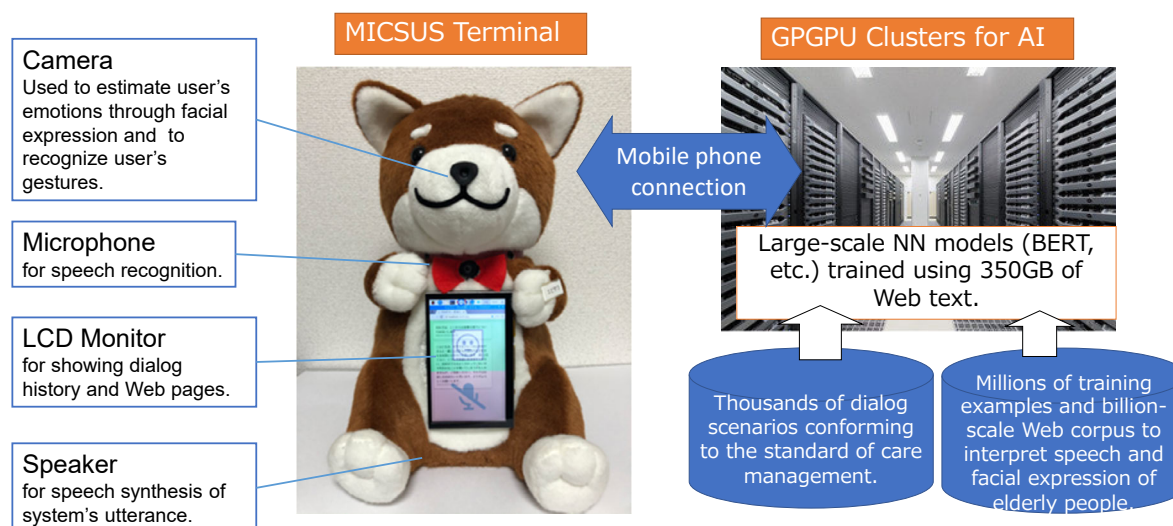 MICSUS Terminal
GPGPU Clusters for AI
Camera
Used to estimate user's
emotions through facial
expression and to
recognize user's
gestures.
Microphone
for speech recognition.
LCD Monitor
for showing dialog
history and Web pages.
Speaker
for speech synthesis of
system's utterance.
Mobile phone
connection
Large-scale NN models (BERT,
etc.) trained using 350GB of
Web text.
Thousands of dialog
scenarios conforming
to the standard of care
management.
Millions of training
examples and billion-
scale Web corpus to
interpret speech and
facial expression of
elderly people.